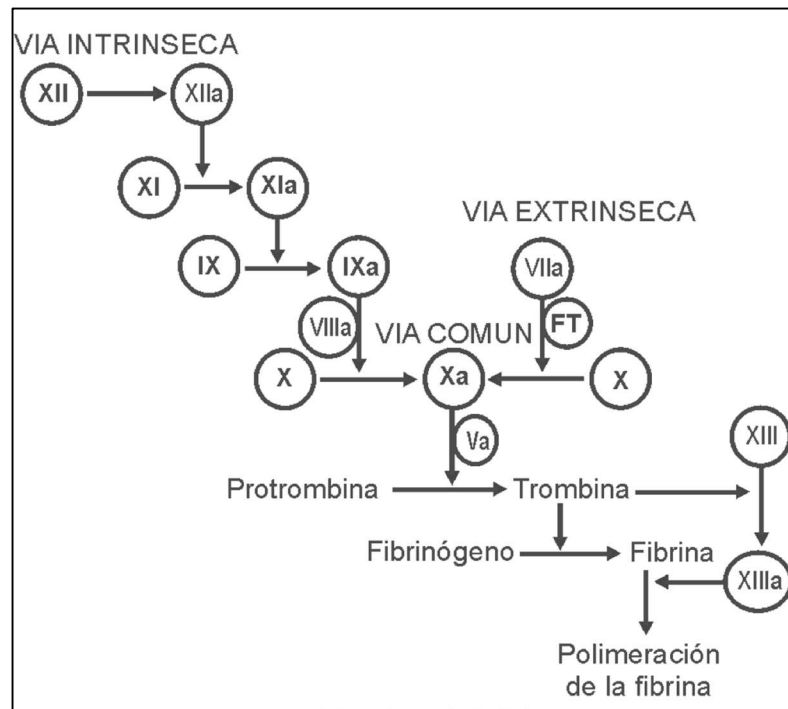 VIA INTRINSECA
XII
XIIa
XI
XIa
VIA EXTRINSECA
IX
IXa
VIIa
VIIIa
VIA COMUN
FT
X
Xa
X
Va
XIII
Protrombina
Trombina
Fibrinógeno
Fibrina
XIIIa
Polimeración
de la fibrina